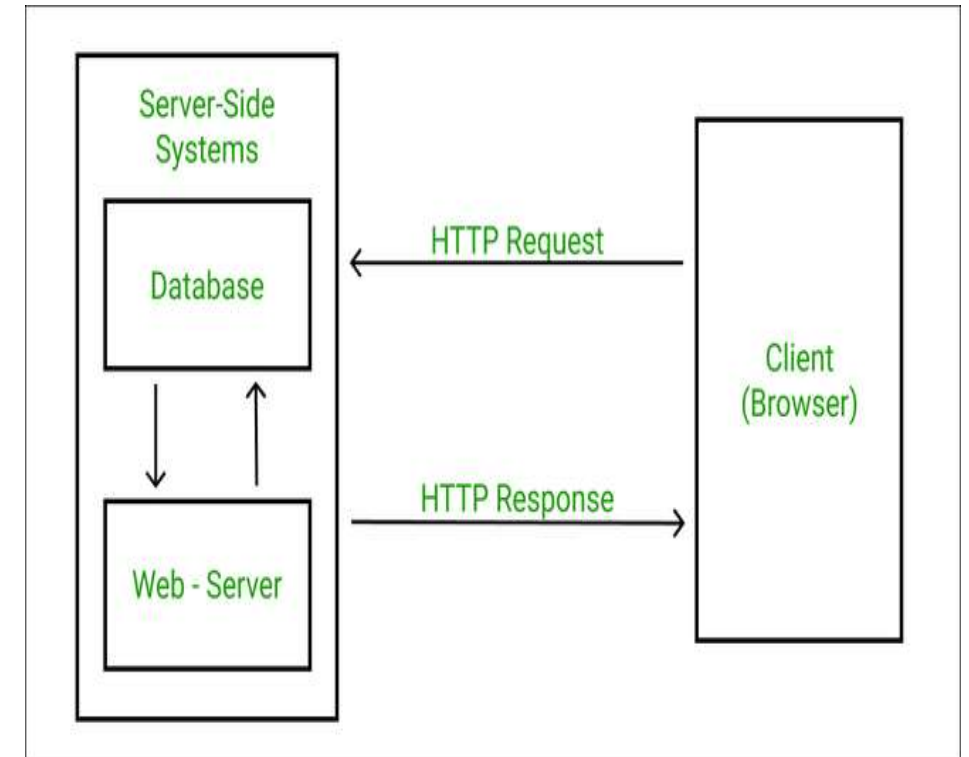 Server-Side
Systems
Database
Web - Server
HTTP Request
HTTP Response
Client
(Browser)